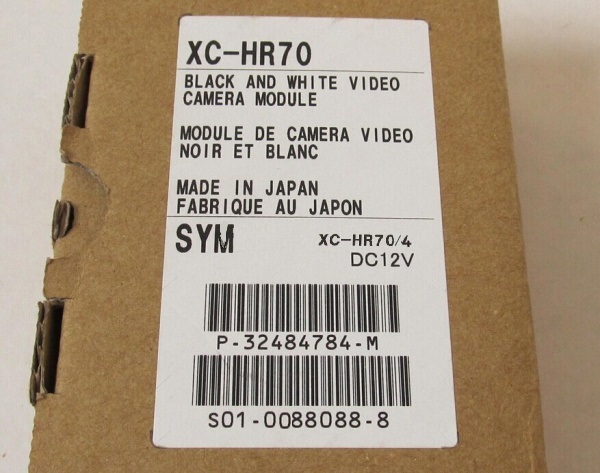 XC-HR70
BLACK AND WHITE VIDEO
CAMERA MODULE
MODULE DE CAMERA VIDEO
NOIR ET BLANC
MADE IN JAPAN
FABRIQUE AU JAPON
SYM XC-HR70/4
DC12V
P-32484784-M
S01-0088088-8